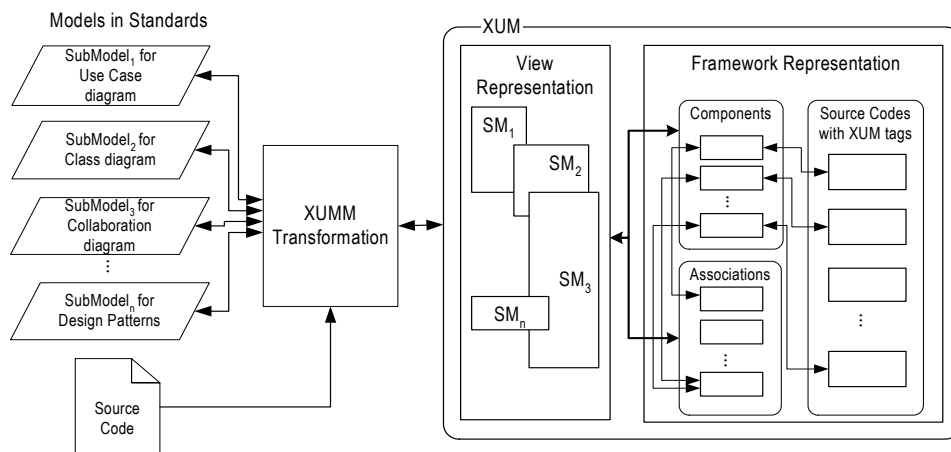 Models in Standards
SubModel₁ for
Use Case
diagram
SubModel₂ for
Class diagram
SubModel₃ for
Collaboration
diagram
⋮
SubModelₙ for
Design Patterns
Source
Code
XUMM
Transformation
XUM
View
Representation
SM₁
SM₂
SM₃
SMₙ
Framework Representation
Components
⋮
Associations
⋮
Source Codes
with XUM tags
⋮